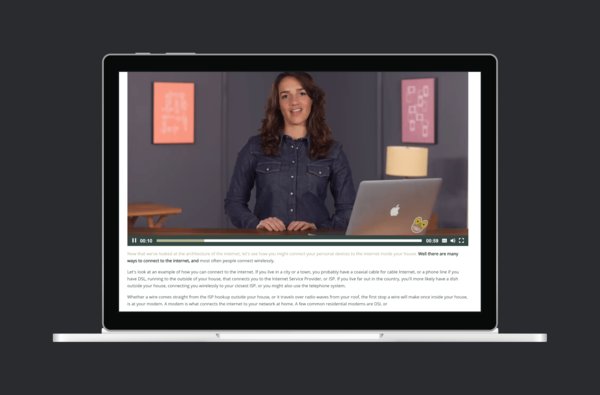 00:10
00:59
Now that we've looked at the architecture of the internet, let's see how you might connect your personal devices to the internet inside your house. Well there are many
ways to connect to the internet, and most often people connect wirelessly.
Let's look at an example of how you can connect to the internet. If you live in a city or a town, you probably have a coaxial cable for cable Internet, or a phone line if you
have DSL, running to the outside of your house, that connects you to the Internet Service Provider, or ISP. If you live far out in the country, you'll more likely have a dish
outside your house, connecting you wirelessly to your closest ISP, or you might also use the telephone system.
Whether a wire comes straight from the ISP hookup outside your house, or it travels over radio waves from your roof, the first stop a wire will make once inside your house,
is at your modem. A modem is what connects the internet to your network at home. A few common residential modems are DSL or